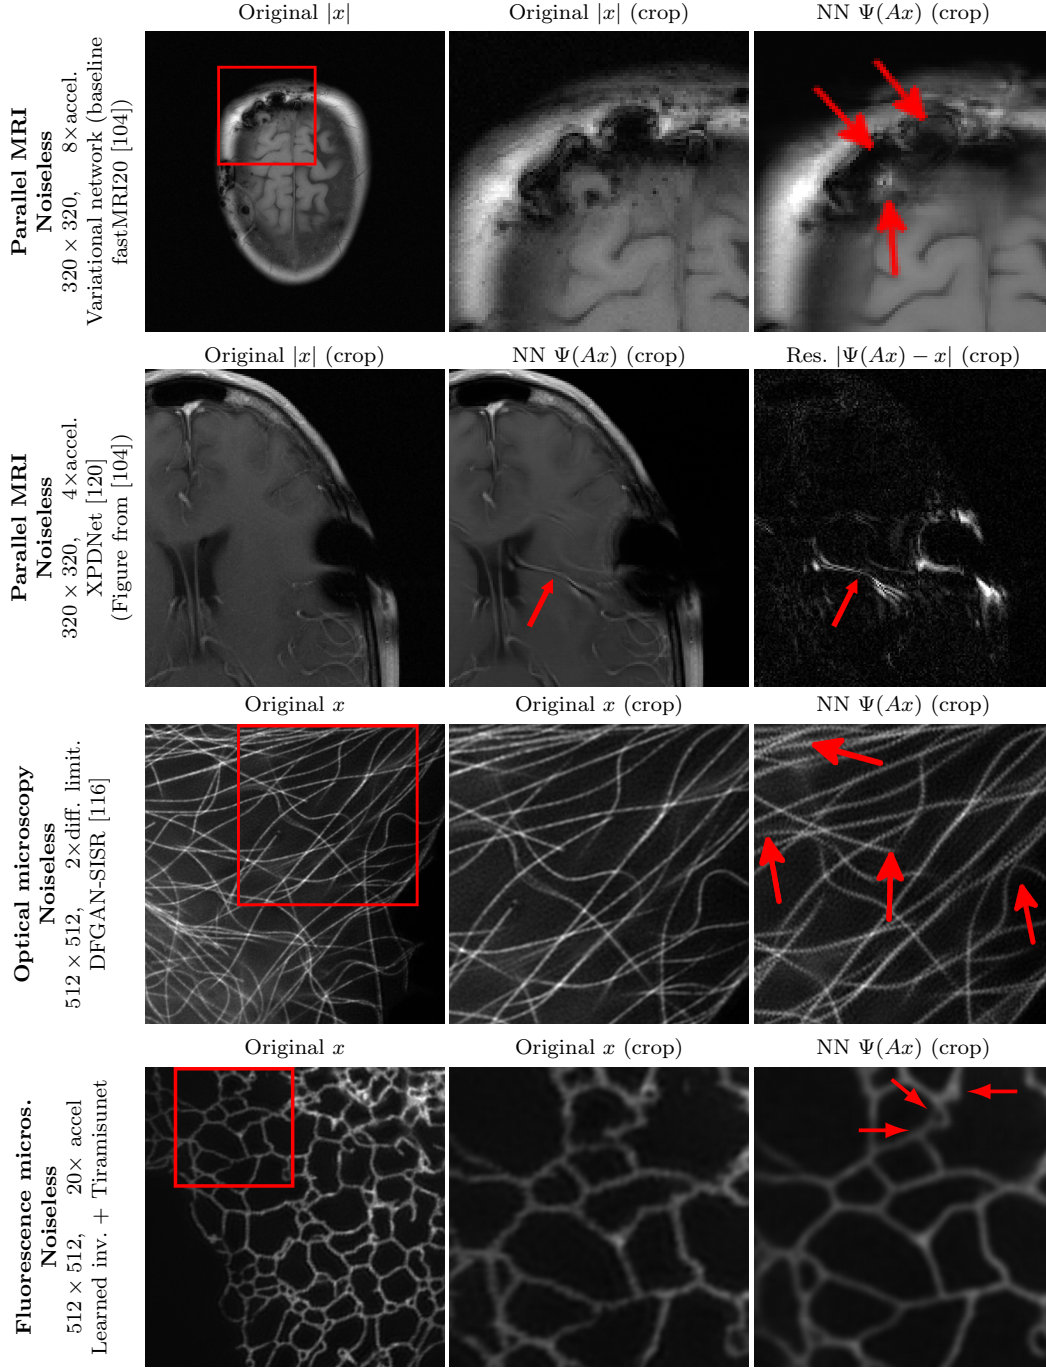 Original |x|
Original |x| (crop)
NN Ψ(Ax) (crop)
Parallel MRI
Noiseless
320 × 320, 8×accel.
Variational network (baseline
fastMRI20 [104])
Original |x| (crop)
NN Ψ(Ax) (crop)
Res. |Ψ(Ax) − x| (crop)
Parallel MRI
Noiseless
320 × 320, 4×accel.
XPDNet [120]
(Figure from [104])
Original x
Original x (crop)
NN Ψ(Ax) (crop)
Optical microscopy
Noiseless
512 × 512, 2×diff. limit.
DFGAN-SISR [116]
Original x
Original x (crop)
NN Ψ(Ax) (crop)
Fluorescence micros.
Noiseless
512 × 512, 20× accel
Learned inv. + Tiramisunet